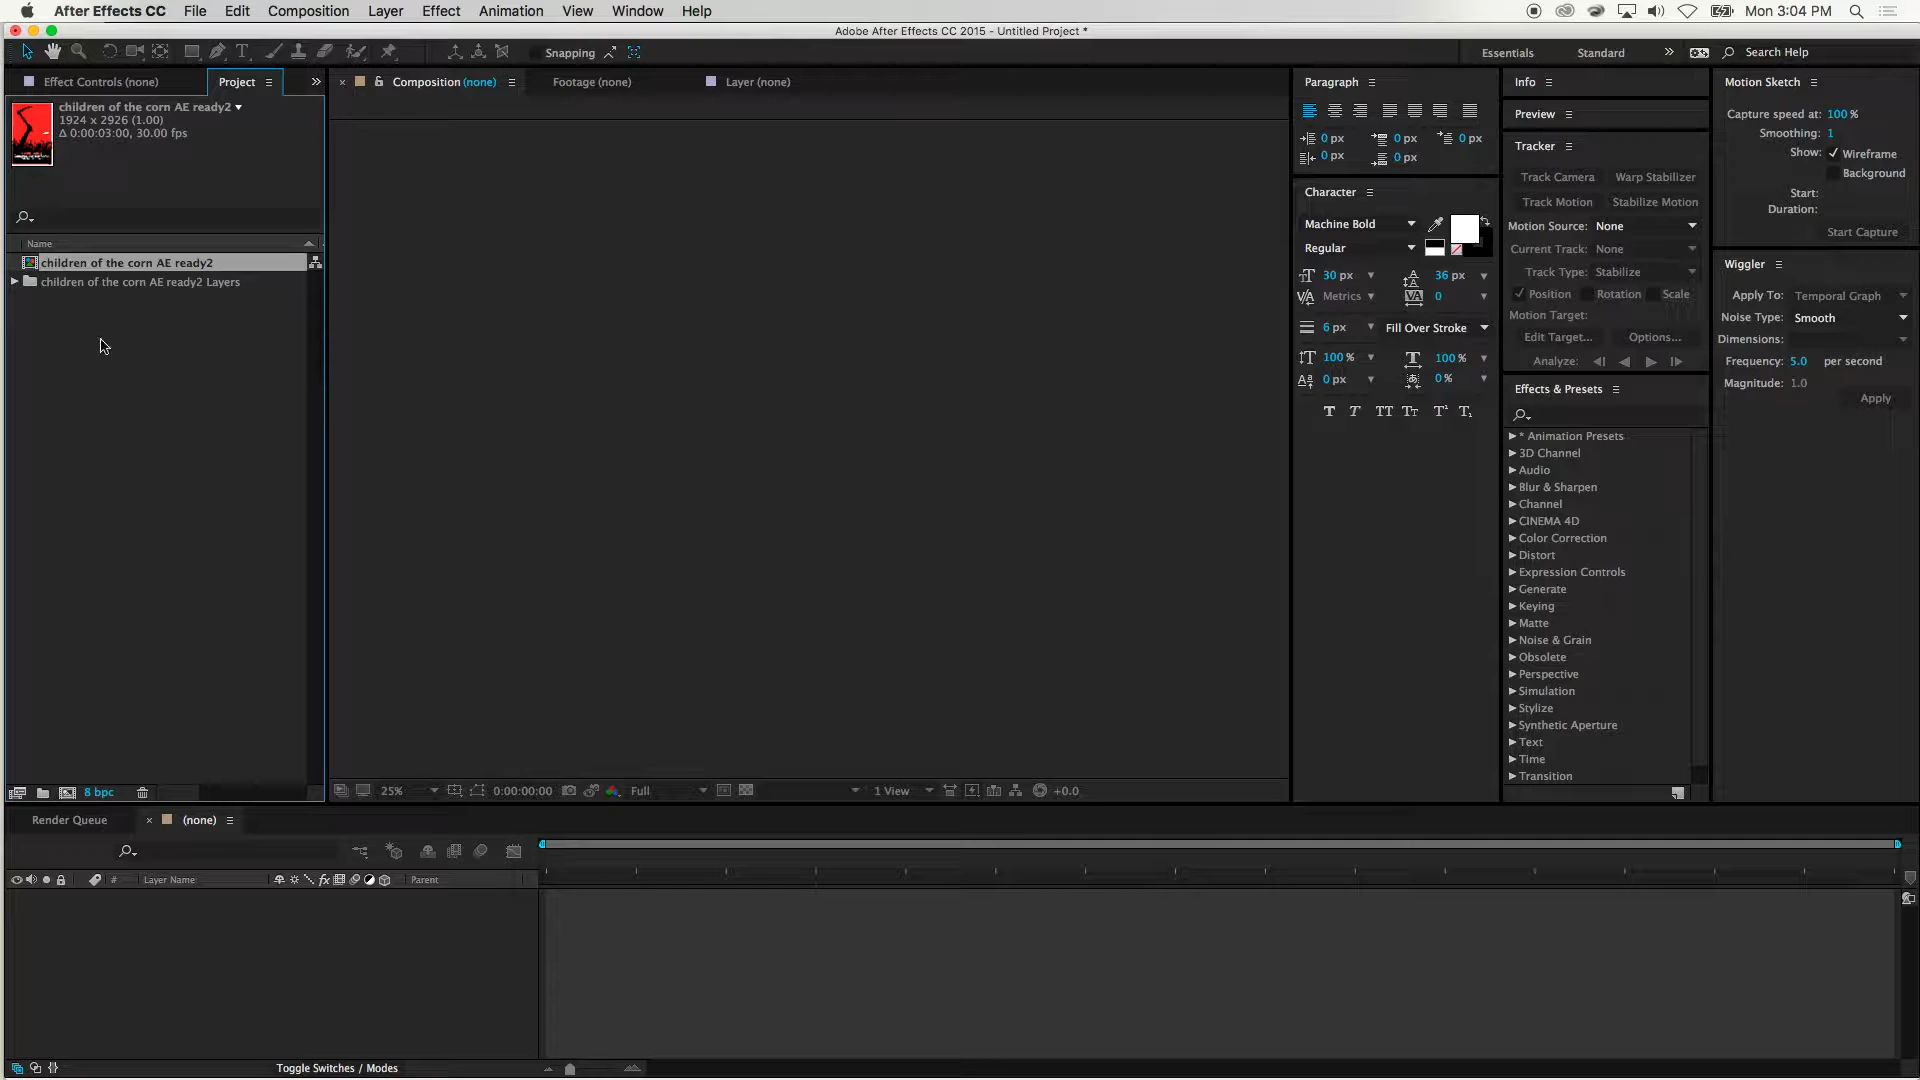 After Effects CC File Edit Composition Layer Effect Animation View Window Help Mon 3:04 PM
Adobe After Effects CC 2015 - Untitled Project *
Snapping Essentials Standard Search Help
Effect Controls (none) Project Composition (none) Footage (none) Layer (none)
children of the corn AE ready2
1924 x 2926 (1.00)
Δ 0:00:03:00, 30.00 fps
Name
children of the corn AE ready2
children of the corn AE ready2 Layers
8 bpc
25% 0:00:00:00 Full 1 View +0.0
Paragraph
0 px 0 px 0 px
0 px 0 px
Character
Machine Bold
Regular
30 px 36 px
Metrics 0
6 px Fill Over Stroke
100 % 100 %
0 px 0 %
T T TT TT T¹ T₁
Info
Preview
Tracker
Track Camera Warp Stabilizer
Track Motion Stabilize Motion
Motion Source: None
Current Track: None
Track Type: Stabilize
Position Rotation Scale
Motion Target:
Edit Target... Options...
Analyze:
Effects & Presets
* Animation Presets
3D Channel
Audio
Blur & Sharpen
Channel
CINEMA 4D
Color Correction
Distort
Expression Controls
Generate
Keying
Matte
Noise & Grain
Obsolete
Perspective
Simulation
Stylize
Synthetic Aperture
Text
Time
Transition
Motion Sketch
Capture speed at: 100 %
Smoothing: 1
Show: Wireframe
Background
Start:
Duration:
Start Capture
Wiggler
Apply To: Temporal Graph
Noise Type: Smooth
Dimensions:
Frequency: 5.0 per second
Magnitude: 1.0
Apply
Render Queue (none)
# Layer Name fx Parent
Toggle Switches / Modes